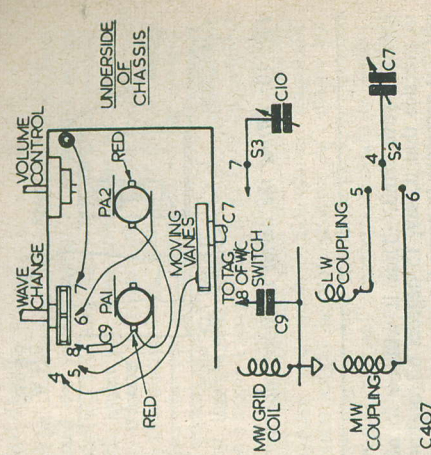 UNDERSIDE
OF
CHASSIS
VOLUME
CONTROL
WAVE
CHANGE
RED
PA2
7
6
PA1
8
C9
5
4
RED
MOVING
VANES
C7
C10
S3
7
TO TAG
8 OF WC
SWITCH
C9
MW GRID
COIL
C7
4
S2
5
6
LW
COUPLING
MW
COUPLING
C407